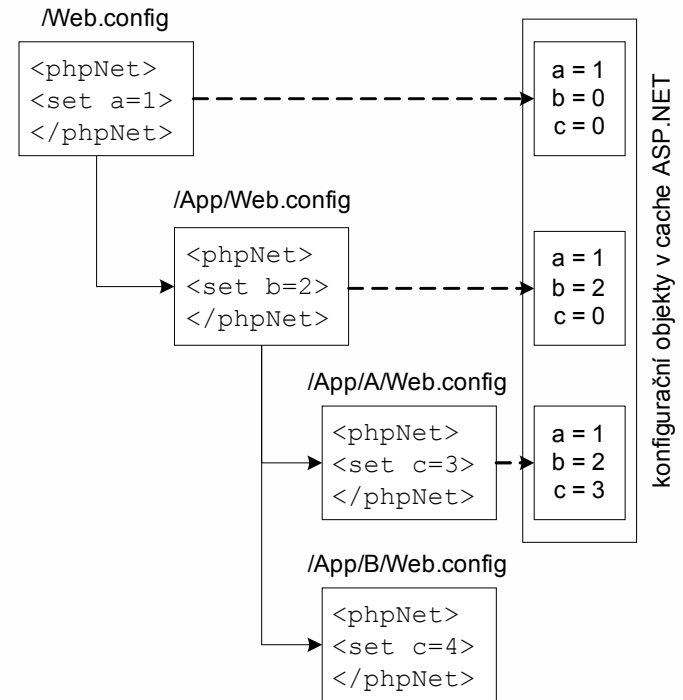 /Web.config
<phpNet>
<set a=1>
</phpNet>
a = 1
b = 0
c = 0
/App/Web.config
<phpNet>
<set b=2>
</phpNet>
a = 1
b = 2
c = 0
/App/A/Web.config
<phpNet>
<set c=3>
</phpNet>
a = 1
b = 2
c = 3
/App/B/Web.config
<phpNet>
<set c=4>
</phpNet>
konfigurační objekty v cache ASP.NET